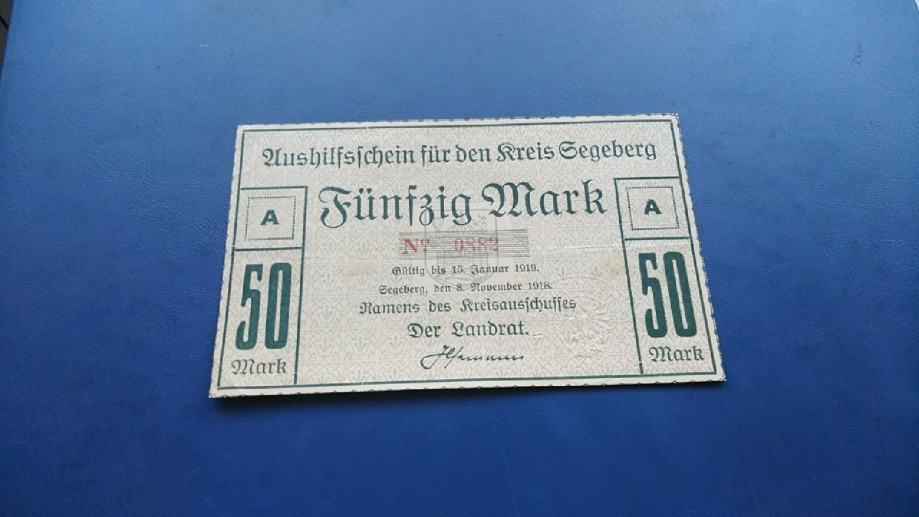 Aushilfsschein für den Kreis Segeberg
A
Fünfzig Mark
A
Nº 0882
Gültig bis 15. Januar 1919.
Segeberg, den 8. November 1918.
Namens des Kreisausschusses
Der Landrat.
50
Mark
50
Mark